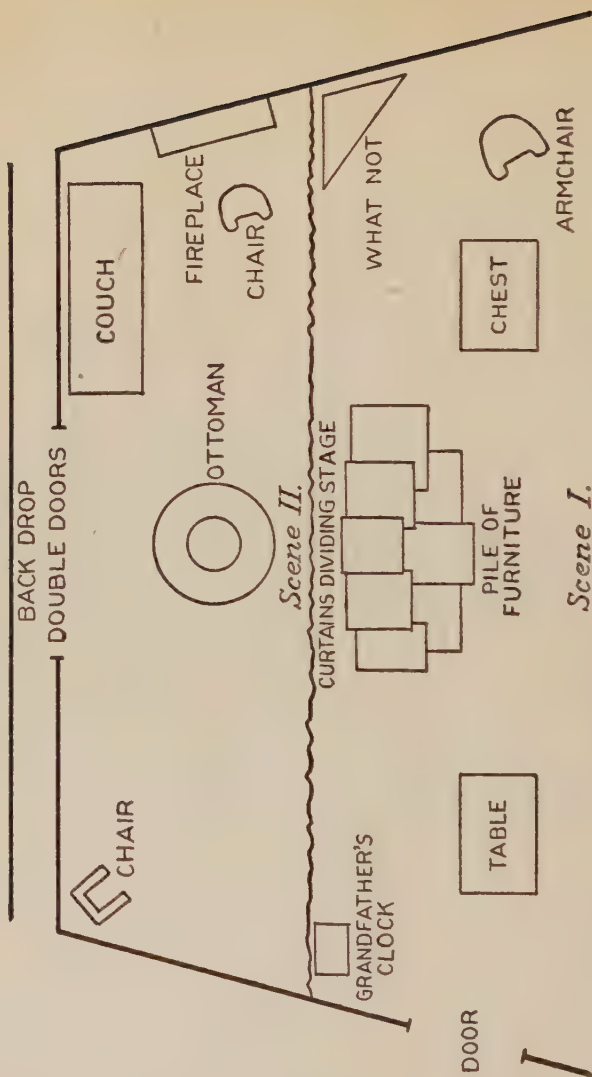 BACK DROP
DOUBLE DOORS
COUCH
CHAIR
FIREPLACE
CHAIR
OTTOMAN
Scene II.
CURTAINS DIVIDING STAGE
WHAT NOT
GRANDFATHER'S
CLOCK
PILE OF
FURNITURE
TABLE
CHEST
ARMCHAIR
DOOR
Scene I.